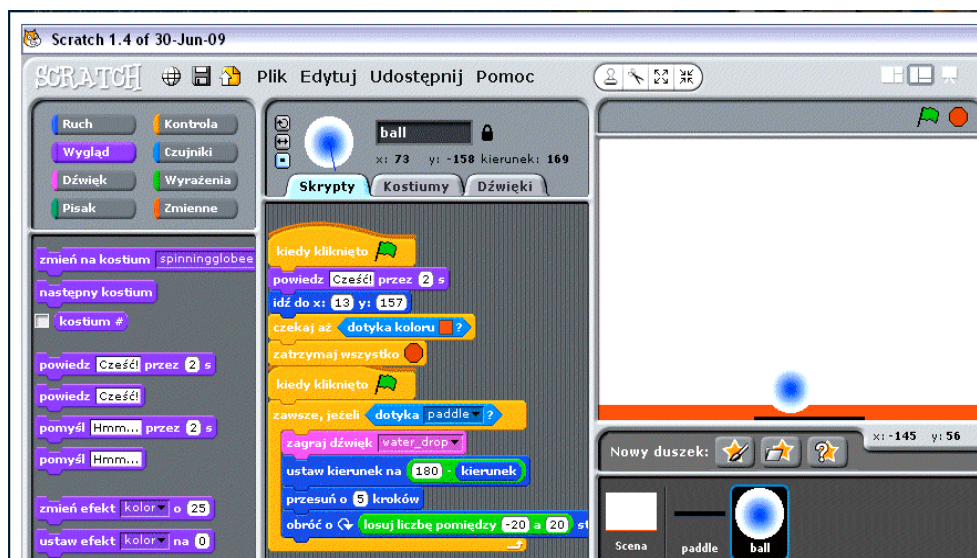 Scratch 1.4 of 30-Jun-09
SCRATCH Plik Edytuj Udostępnij Pomoc
Ruch Kontrola
Wygląd Czujniki
Dźwięk Wyrażenia
Pisak Zmienne
zmień na kostium spinningglobee
następny kostium
kostium #
powiedz Cześć! przez 2 s
powiedz Cześć!
pomyśl Hmm... przez 2 s
pomyśl Hmm...
zmień efekt kolor o 25
ustaw efekt kolor na 0
ball
x: 73 y: -158 kierunek: 169
Skrypty Kostiumy Dźwięki
kiedy kliknięto
powiedz Cześć! przez 2 s
idź do x: 13 y: 157
czekaj aż dotyka koloru ?
zatrzymaj wszystko
kiedy kliknięto
zawsze, jeżeli dotyka paddle ?
zagraj dźwięk water_drop
ustaw kierunek na 180 - kierunek
przesuń o 5 kroków
obróć o losuj liczbę pomiędzy -20 a 20 st
x: -145 y: 56
Nowy duszek:
Scena paddle ball